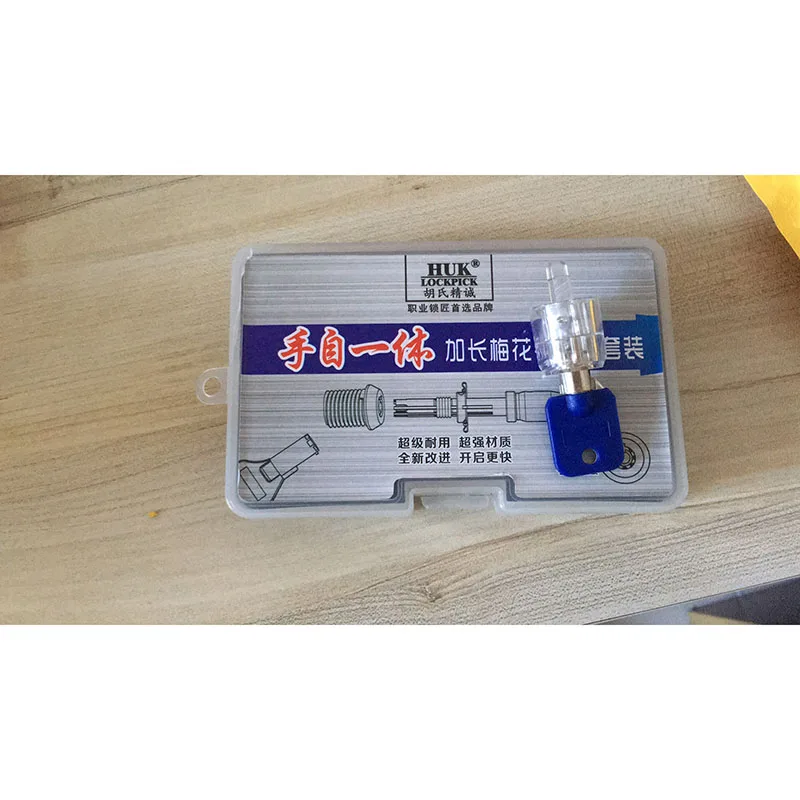 HUK®
LOCKPICK
胡氏精诚
职业锁匠首选品牌
手自一体 加长梅花 套装
超级耐用 超强材质
全新改进 开启更快